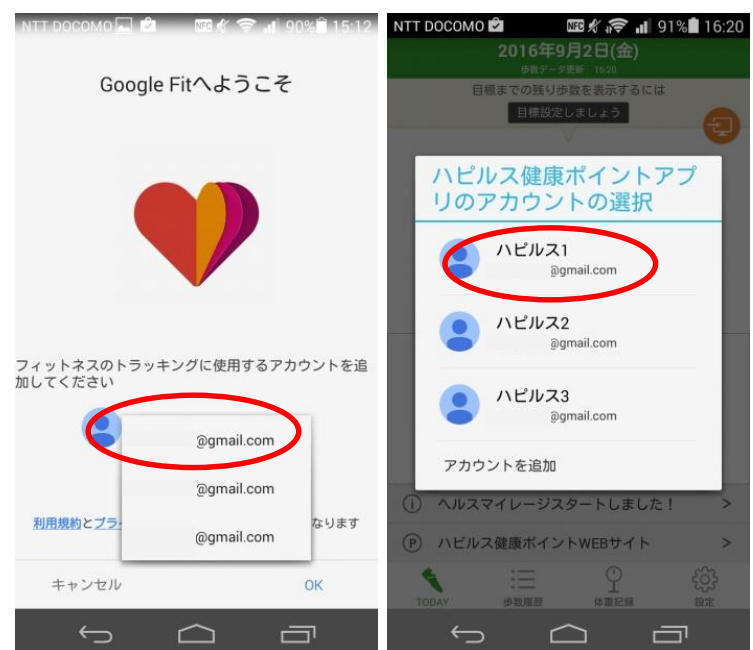 NTT DOCOMO NFC 90% 15:12
Google Fitへようこそ
フィットネスのトラッキングに使用するアカウントを追
加してください
@gmail.com
@gmail.com
@gmail.com
利用規約とプラ
なります
キャンセル OK
NTT DOCOMO NFC 91% 16:20
2016年9月2日(金)
歩数データ更新 16:20
目標までの残り歩数を表示するには
目標設定しましょう
ハピルス健康ポイントアプ
リのアカウントの選択
ハピルス1
@gmail.com
ハピルス2
@gmail.com
ハピルス3
@gmail.com
アカウントを追加
ヘルスマイレージスタートしました! >
P ハピルス健康ポイントWEBサイト >
TODAY 歩数履歴 体重記録 設定